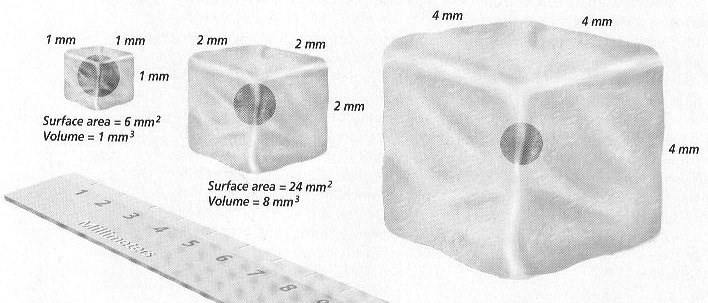 1 mm 1 mm
1 mm
Surface area = 6 mm²
Volume = 1 mm³
2 mm 2 mm
2 mm
Surface area = 24 mm²
Volume = 8 mm³
4 mm 4 mm
4 mm
1 2 3 4 5 6 7 8
Millimeters